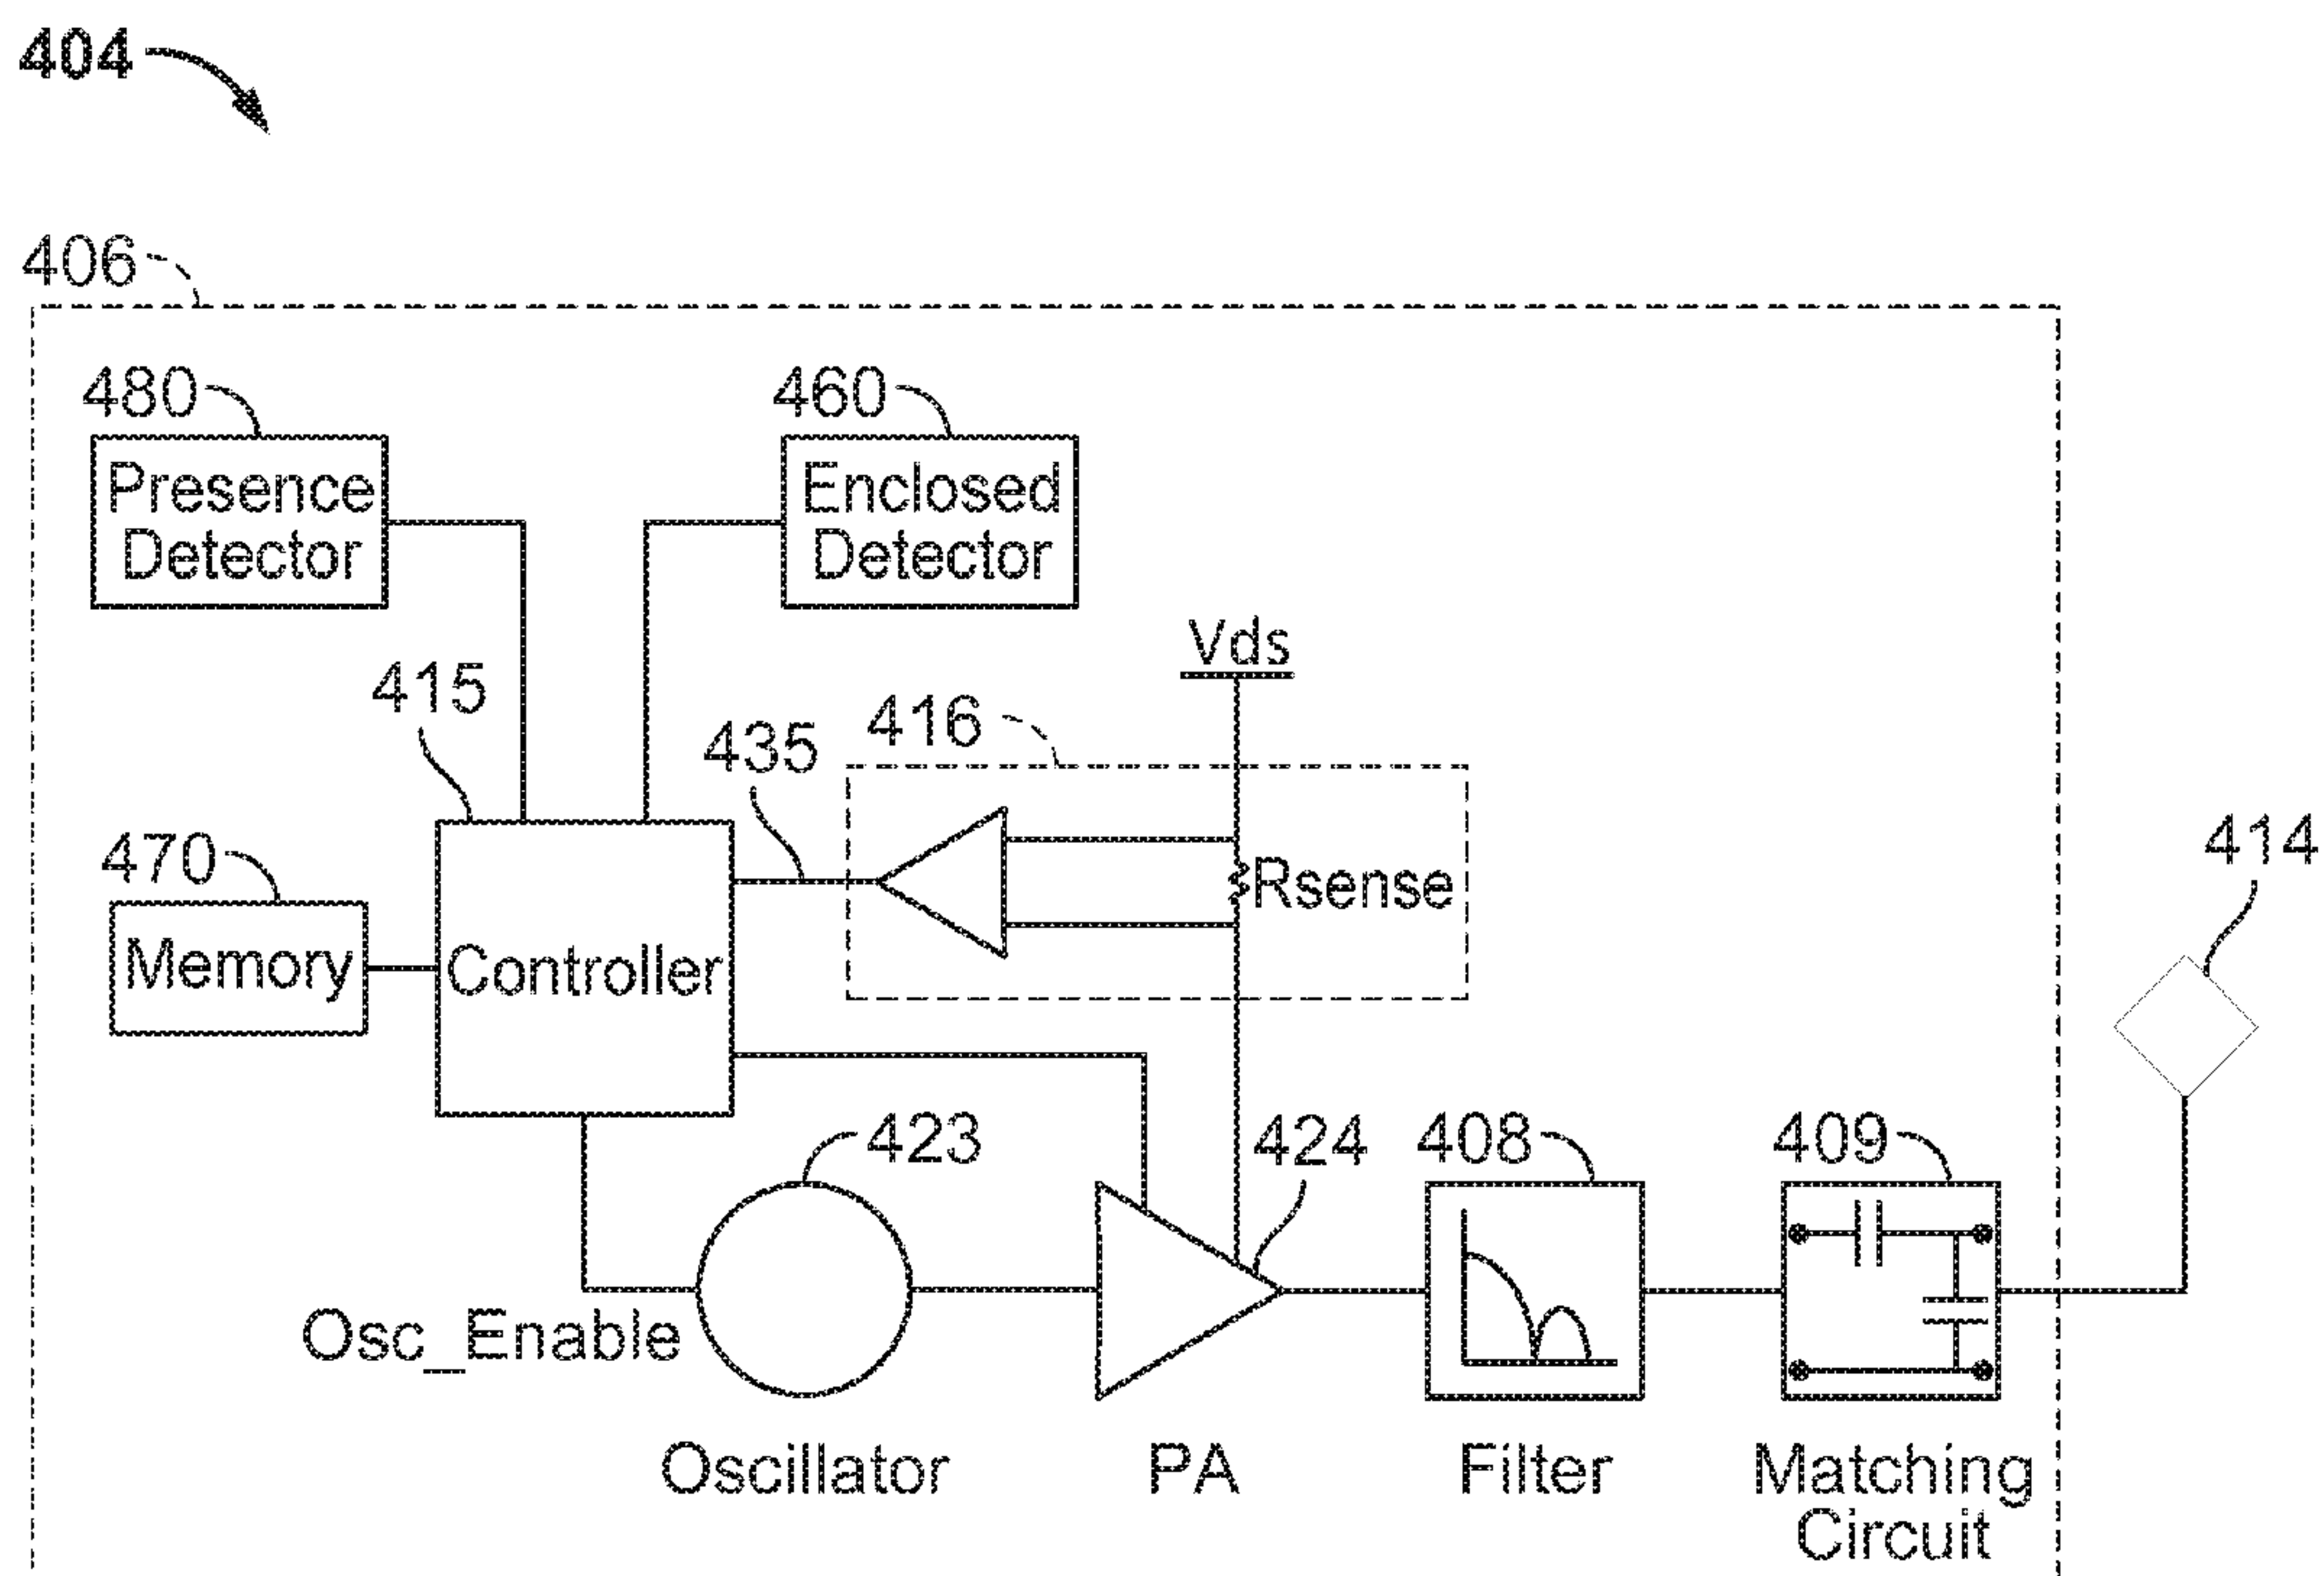 404
406
480
460
Presence
Detector
Enclosed
Detector
Vds
415
416
435
414
470
Rsense
Memory
Controller
423
424
408
409
Osc_Enable
Oscillator
PA
Filter
Matching
Circuit